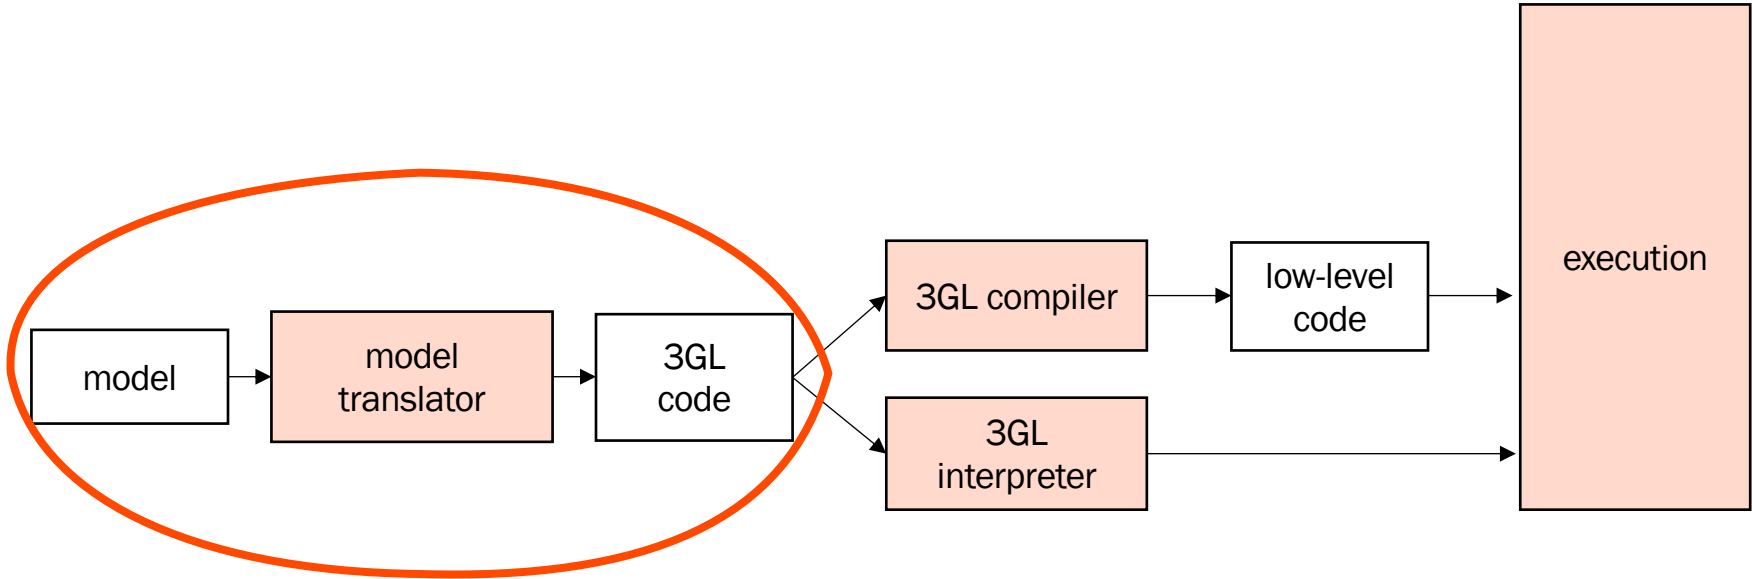 model
model
translator
3GL
code
3GL compiler
low-level
code
3GL
interpreter
execution